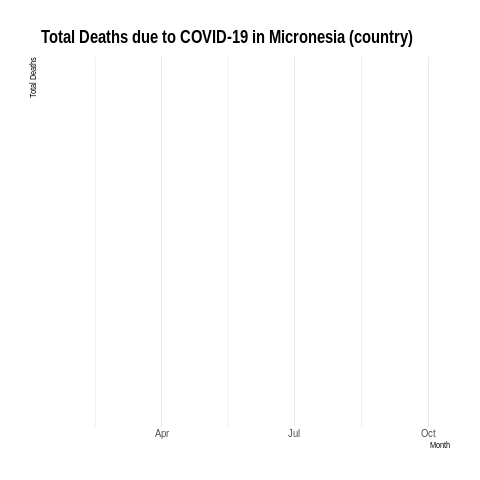 Total Deaths due to COVID-19 in Micronesia (country)
Total Deaths
Apr Jul Oct
Month